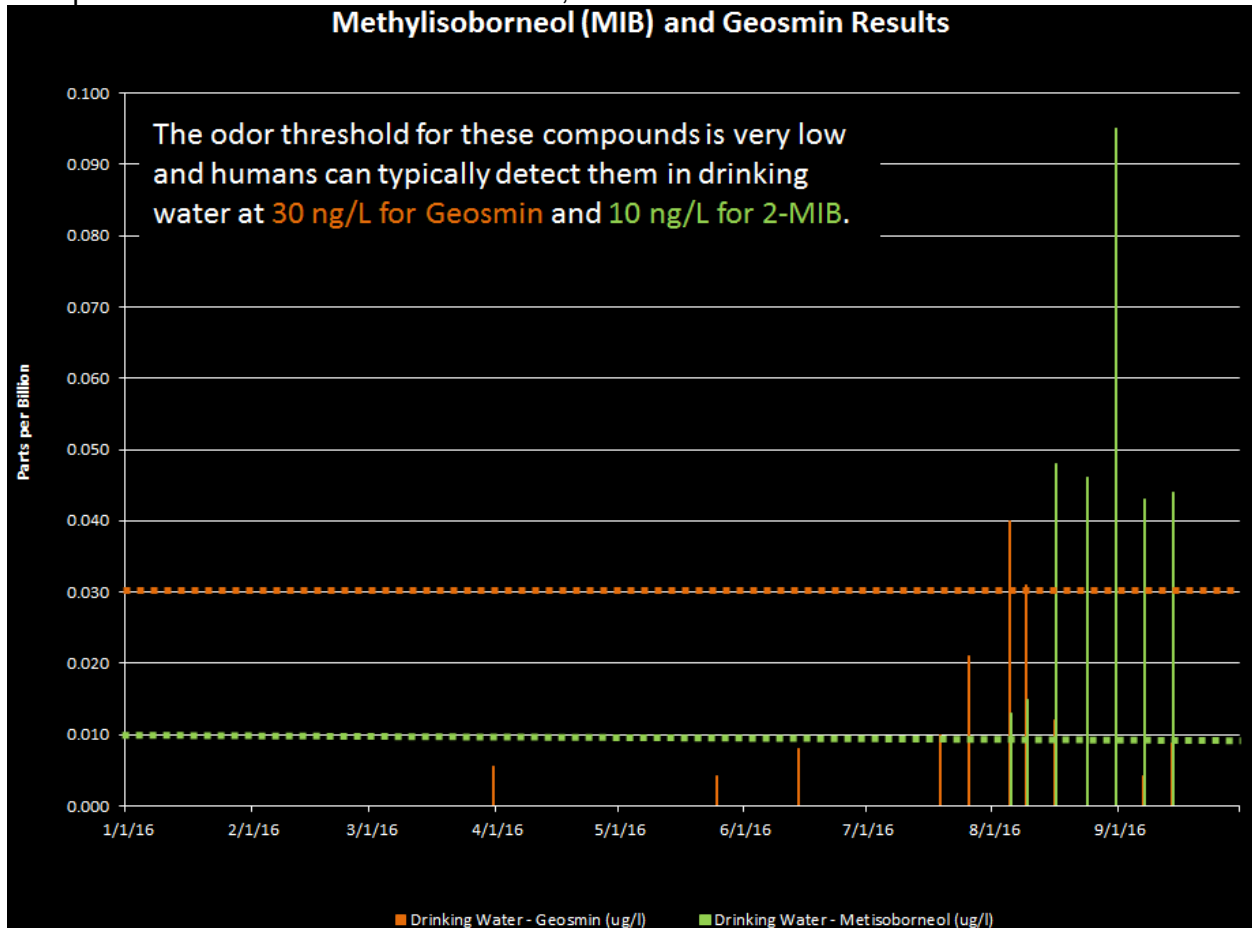 Methylisoborneol (MIB) and Geosmin Results
0.100
The odor threshold for these compounds is very low
and humans can typically detect them in drinking
water at 30 ng/L for Geosmin and 10 ng/L for 2-MIB.
0.090
0.080
0.070
0.060
0.050
0.040
0.030
0.020
0.010
0.000
Parts per Billion
1/1/16 2/1/16 3/1/16 4/1/16 5/1/16 6/1/16 7/1/16 8/1/16 9/1/16
Drinking Water - Geosmin (ug/l) Drinking Water - Metisoborneol (ug/l)